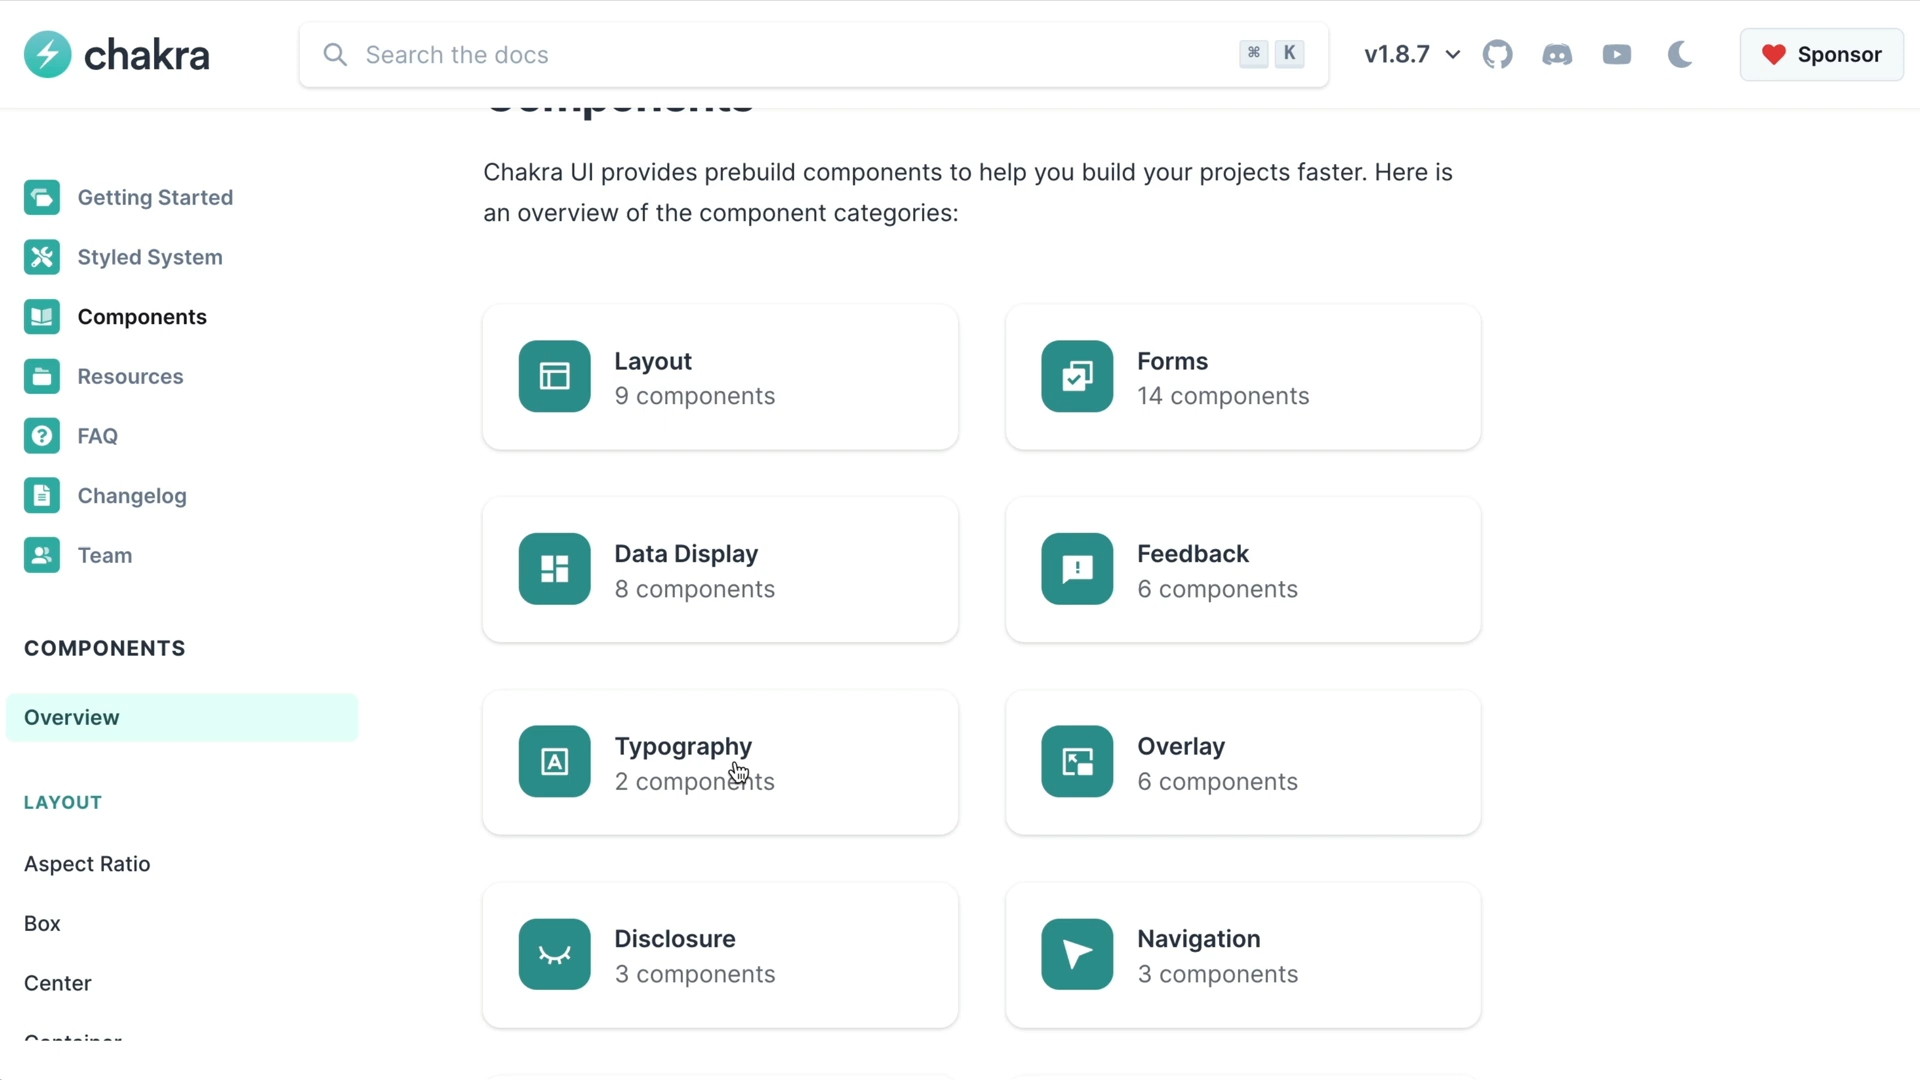 chakra
Search the docs
⌘ K
v1.8.7
Sponsor
Components
Chakra UI provides prebuild components to help you build your projects faster. Here is
an overview of the component categories:
Getting Started
Styled System
Components
Resources
FAQ
Changelog
Team
COMPONENTS
Overview
LAYOUT
Aspect Ratio
Box
Center
Container
Layout
9 components
Forms
14 components
Data Display
8 components
Feedback
6 components
Typography
2 components
Overlay
6 components
Disclosure
3 components
Navigation
3 components